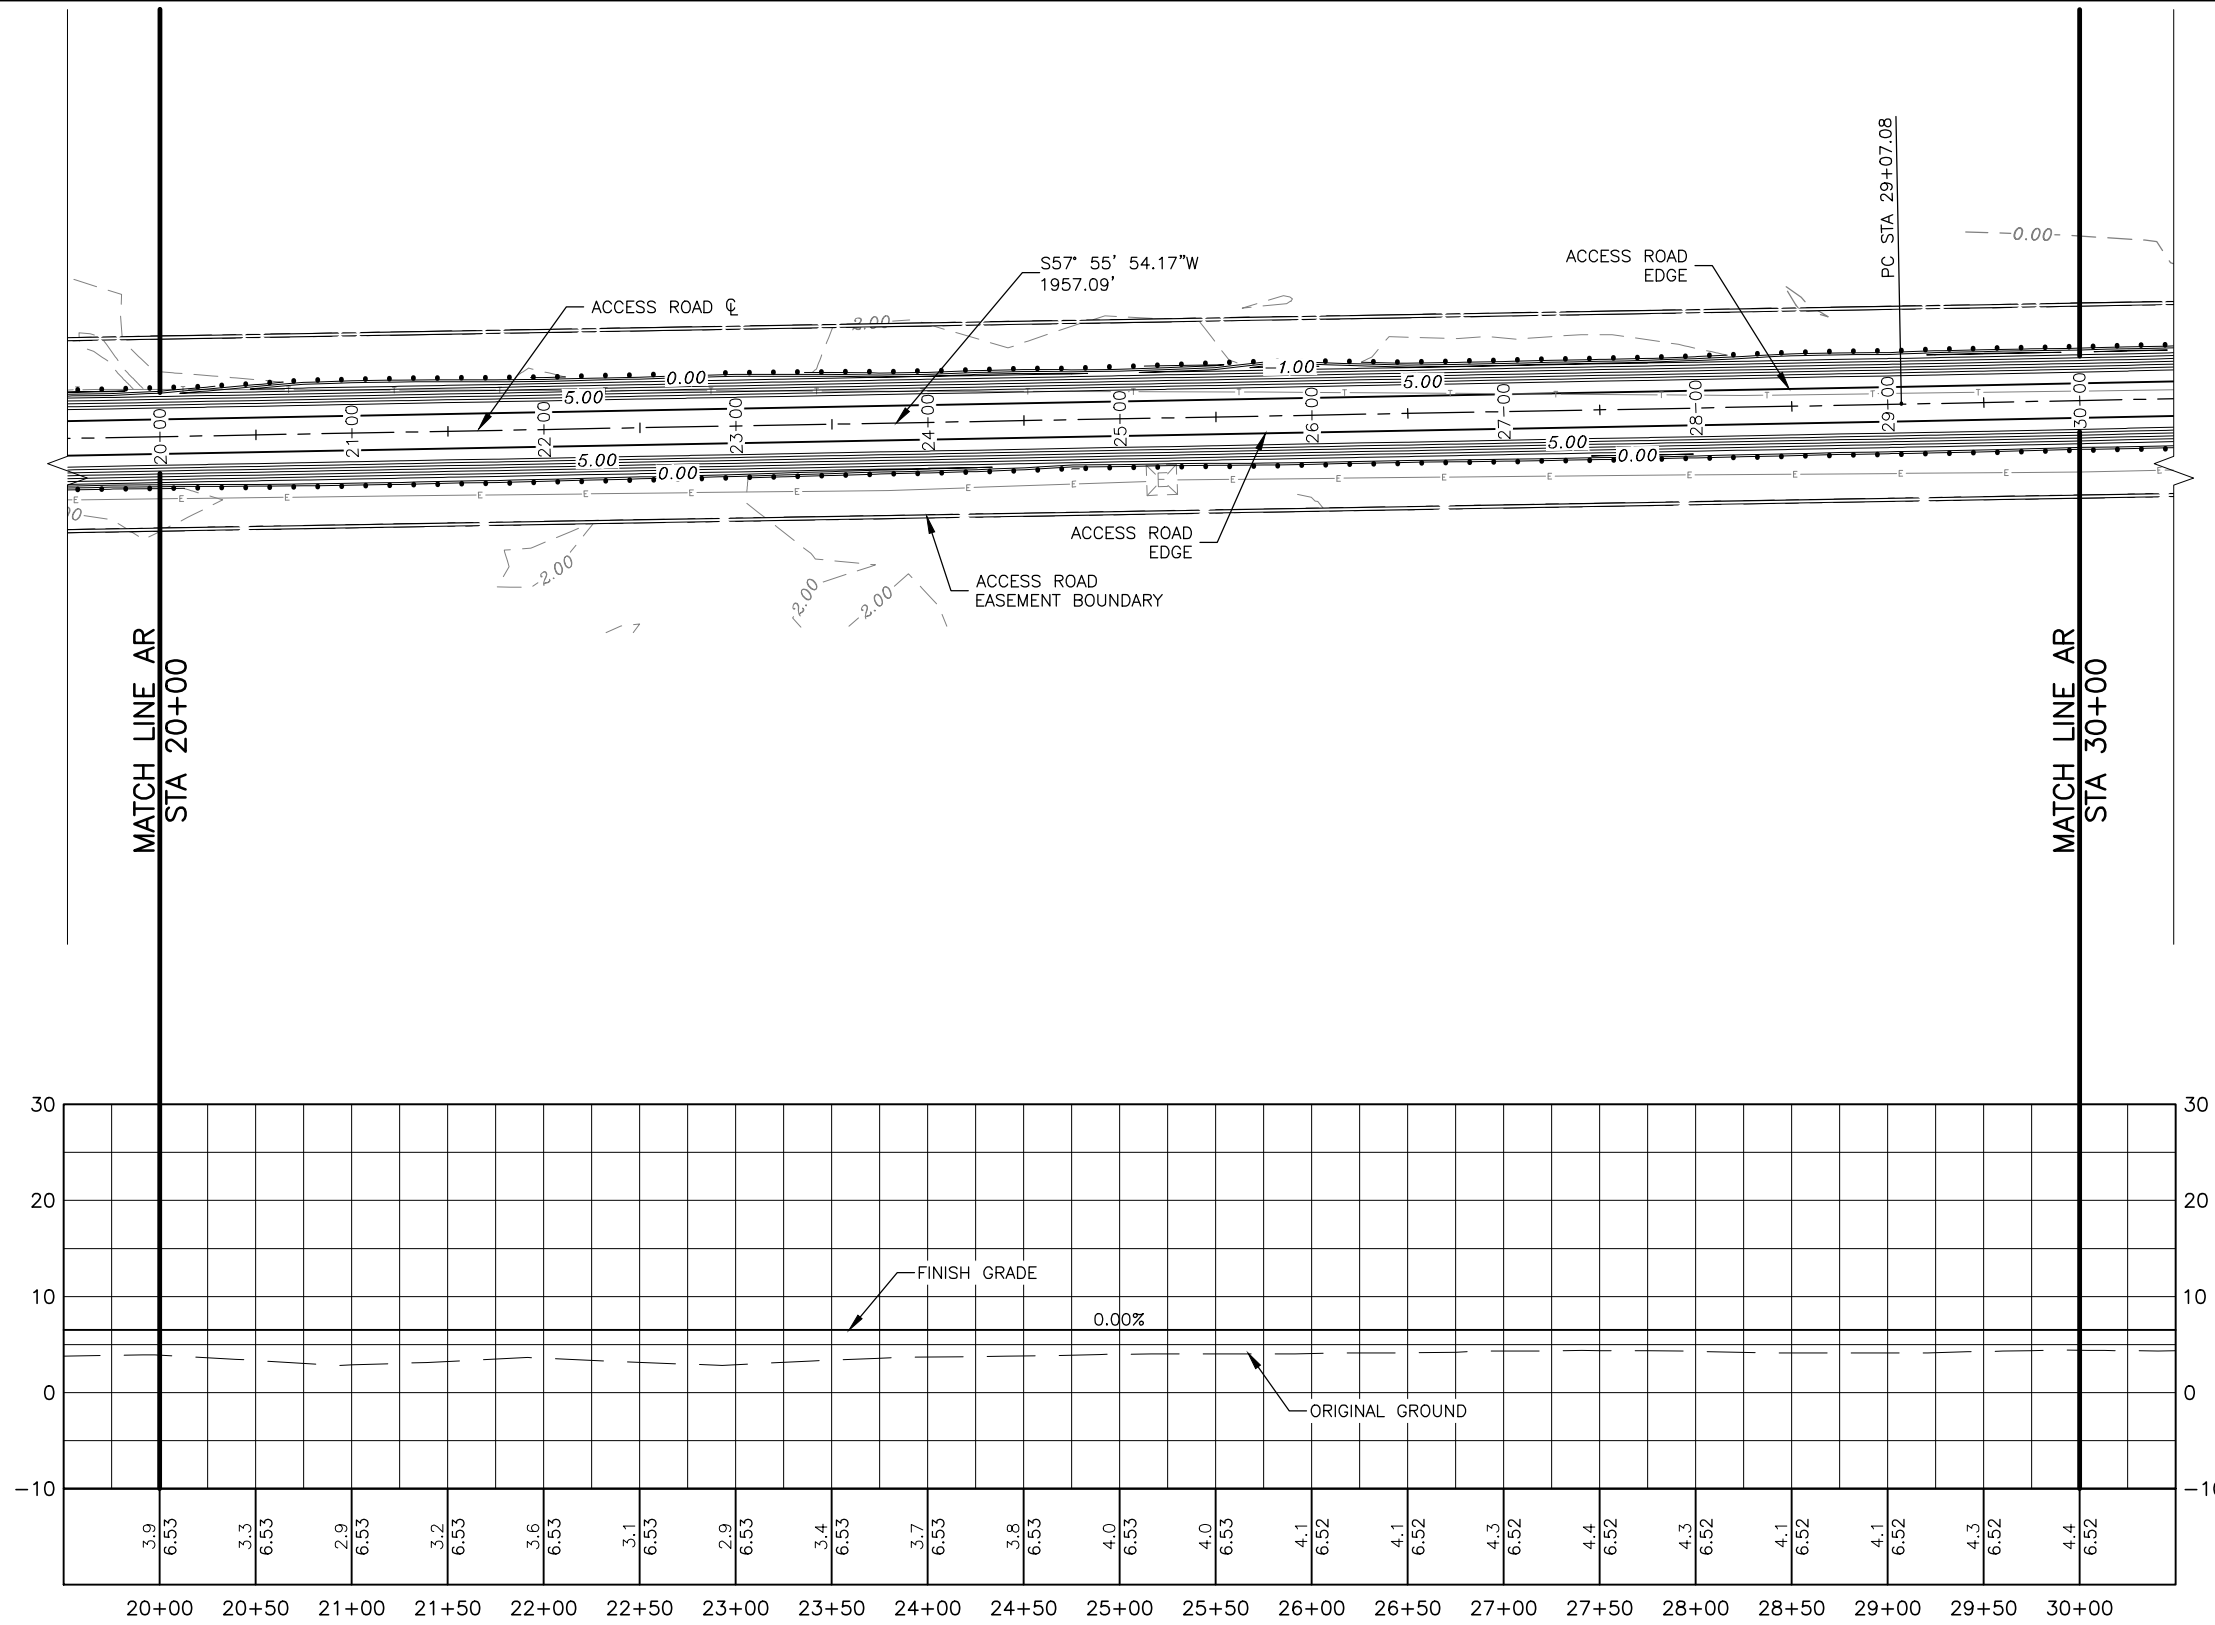 PC STA 29+07.08
-0.00-
S57° 55' 54.17"W
1957.09'
ACCESS ROAD
EDGE
ACCESS ROAD ℄
-2.00
0.00
-1.00
5.00
5.00
20+00
21+00
22+00
23+00
24+00
25+00
26+00
27+00
28+00
29+00
30+00
5.00
5.00
0.00
0.00
T T T T T T T T T T T T T T
E E E E E E E E E E E E E E E E E E E
E
ACCESS ROAD
EDGE
-2.00
2.00
-2.00
ACCESS ROAD
EASEMENT BOUNDARY
MATCH LINE AR
STA 20+00
MATCH LINE AR
STA 30+00
30 30
20 20
FINISH GRADE
10 10
0.00%
0 0
ORIGINAL GROUND
-10
3.9 3.3 2.9 3.2 3.6 3.1 2.9 3.4 3.7 3.8 4.0 4.0 4.1 4.1 4.3 4.4 4.3 4.1 4.1 4.3 4.4
6.53 6.53 6.53 6.53 6.53 6.53 6.53 6.53 6.53 6.53 6.53 6.53 6.52 6.52 6.52 6.52 6.52 6.52 6.52 6.52 6.52
20+00 20+50 21+00 21+50 22+00 22+50 23+00 23+50 24+00 24+50 25+00 25+50 26+00 26+50 27+00 27+50 28+00 28+50 29+00 29+50 30+00